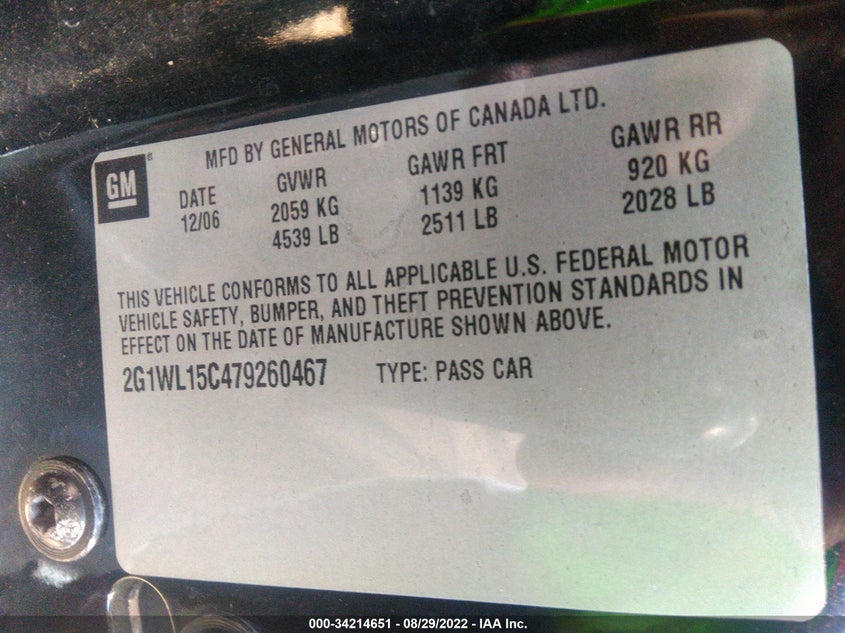 MFD BY GENERAL MOTORS OF CANADA LTD.
GM®
DATE GVWR GAWR FRT GAWR RR
12/06 2059 KG 1139 KG 920 KG
4539 LB 2511 LB 2028 LB
THIS VEHICLE CONFORMS TO ALL APPLICABLE U.S. FEDERAL MOTOR
VEHICLE SAFETY, BUMPER, AND THEFT PREVENTION STANDARDS IN
EFFECT ON THE DATE OF MANUFACTURE SHOWN ABOVE.
2G1WL15C479260467 TYPE: PASS CAR
000-34214651 - 08/29/2022 - IAA Inc.